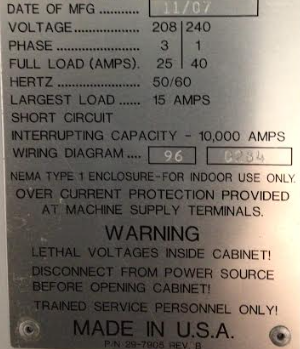 DATE OF MFG .......... 11/07
VOLTAGE .................. 208 | 240
PHASE ..................... 3 | 1
FULL LOAD (AMPS). 25 | 40
HERTZ ..................... 50/60
LARGEST LOAD ...... 15 AMPS
SHORT CIRCUIT
INTERRUPTING CAPACITY - 10,000 AMPS
WIRING DIAGRAM .... 96
NEMA TYPE 1 ENCLOSURE-FOR INDOOR USE ONLY.
OVER CURRENT PROTECTION PROVIDED
AT MACHINE SUPPLY TERMINALS.
WARNING
LETHAL VOLTAGES INSIDE CABINET!
DISCONNECT FROM POWER SOURCE
BEFORE OPENING CABINET!
TRAINED SERVICE PERSONNEL ONLY!
MADE IN U.S.A.
P/N 29-7905 REV. B